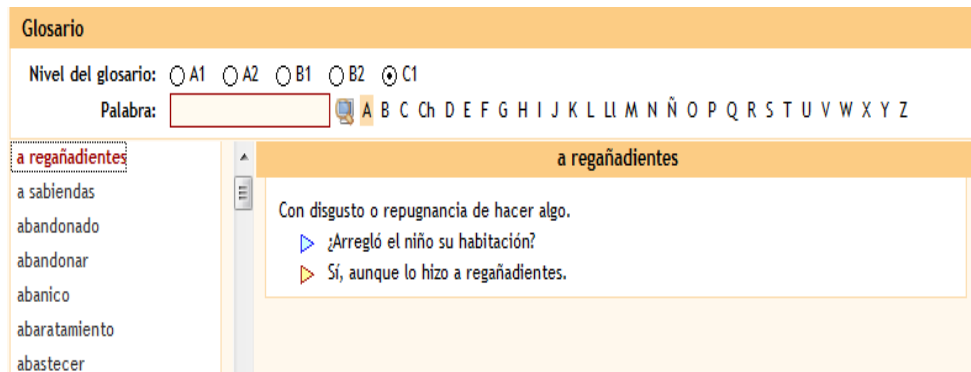 Glosario
Nivel del glosario: A1 A2 B1 B2 C1
Palabra: A B C Ch D E F G H I J K L Ll M N Ñ O P Q R S T U V W X Y Z
a regañadientes
a sabiendas
abandonado
abandonar
abanico
abaratamiento
abastecer
a regañadientes
Con disgusto o repugnancia de hacer algo.
¿Arregló el niño su habitación?
Sí, aunque lo hizo a regañadientes.